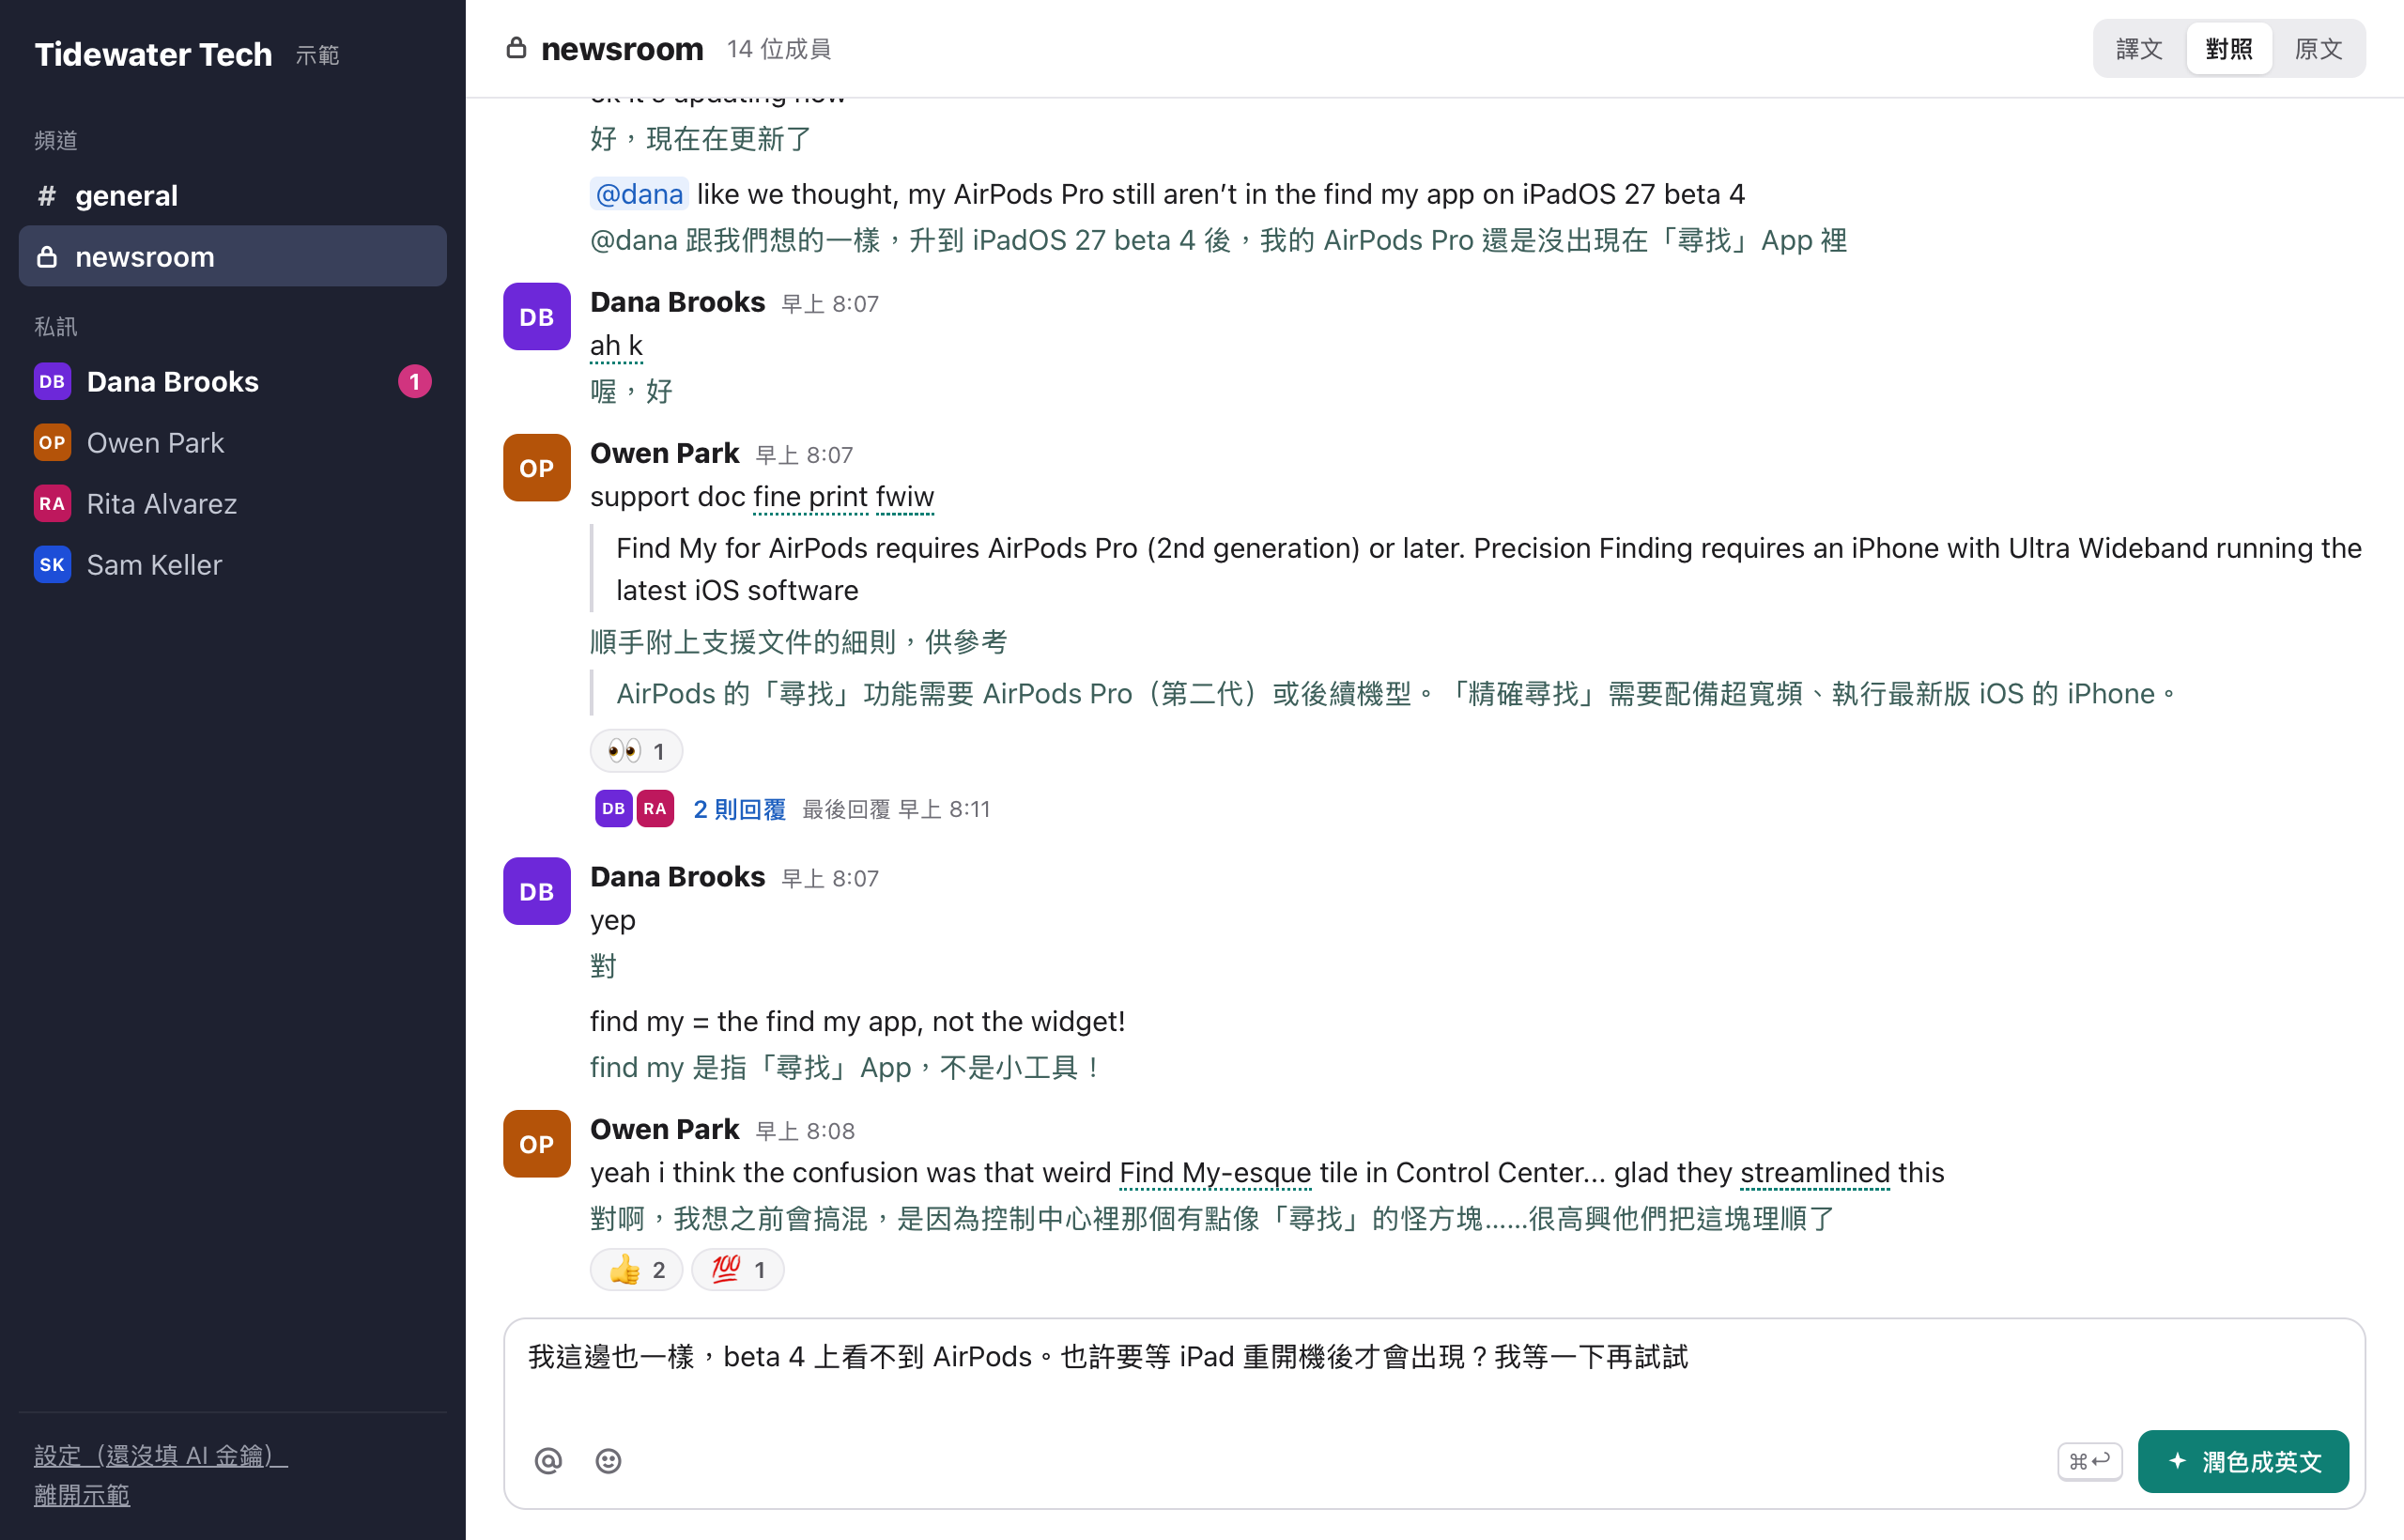 Tidewater Tech 示範
頻道
# general
newsroom
私訊
DB Dana Brooks 1
OP Owen Park
RA Rita Alvarez
SK Sam Keller
設定（還沒填 AI 金鑰）
離開示範
newsroom 14 位成員
譯文 對照 原文
ok it's updating now
好，現在在更新了
@dana like we thought, my AirPods Pro still aren’t in the find my app on iPadOS 27 beta 4
@dana 跟我們想的一樣，升到 iPadOS 27 beta 4 後，我的 AirPods Pro 還是沒出現在「尋找」App 裡
DB Dana Brooks 早上 8:07
ah k
喔，好
OP Owen Park 早上 8:07
support doc fine print fwiw
Find My for AirPods requires AirPods Pro (2nd generation) or later. Precision Finding requires an iPhone with Ultra Wideband running the
latest iOS software
順手附上支援文件的細則，供參考
AirPods 的「尋找」功能需要 AirPods Pro（第二代）或後續機型。「精確尋找」需要配備超寬頻、執行最新版 iOS 的 iPhone。
👀 1
DB RA 2 則回覆 最後回覆 早上 8:11
DB Dana Brooks 早上 8:07
yep
對
find my = the find my app, not the widget!
find my 是指「尋找」App，不是小工具！
OP Owen Park 早上 8:08
yeah i think the confusion was that weird Find My-esque tile in Control Center... glad they streamlined this
對啊，我想之前會搞混，是因為控制中心裡那個有點像「尋找」的怪方塊......很高興他們把這塊理順了
👍 2 💯 1
我這邊也一樣，beta 4 上看不到 AirPods。也許要等 iPad 重開機後才會出現？我等一下再試試
⌘↩ 潤色成英文